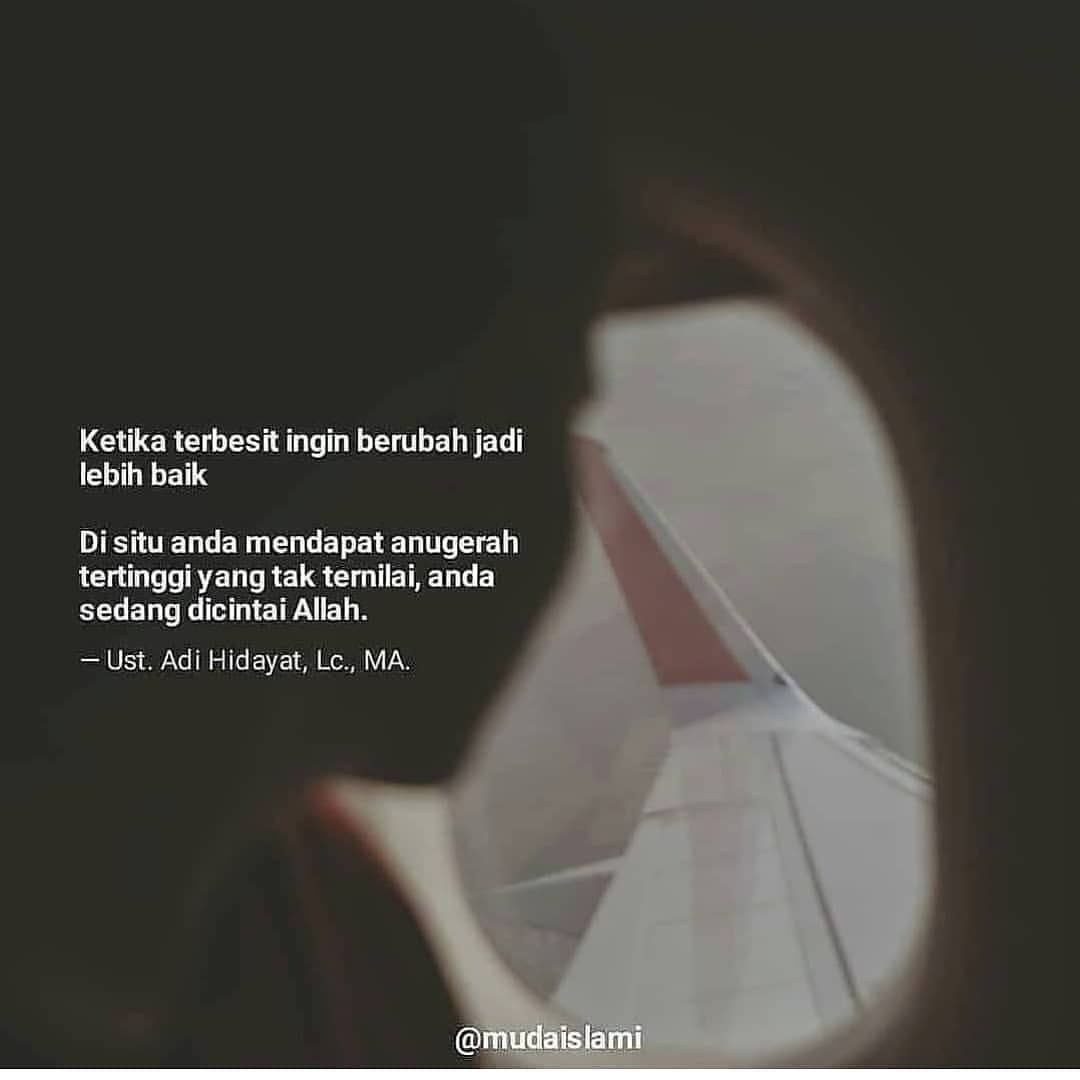 Ketika terbesit ingin berubah jadi
lebih baik
Di situ anda mendapat anugerah
tertinggi yang tak ternilai, anda
sedang dicintai Allah.
— Ust. Adi Hidayat, Lc., MA.
@mudaislami